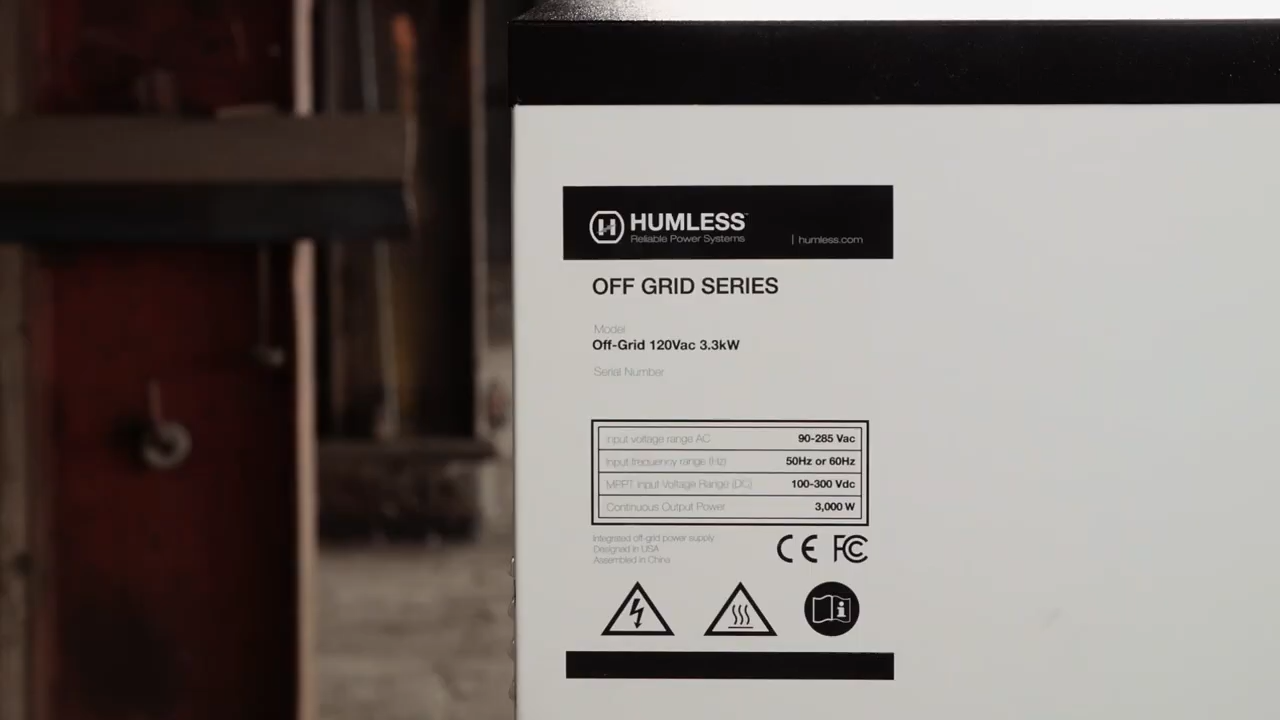 HUMLESS™
Reliable Power Systems
| humless.com
OFF GRID SERIES
Model
Off-Grid 120Vac 3.3kW
Serial Number
Input voltage range AC 90-285 Vac
Input frequency range (Hz) 50Hz or 60Hz
MPPT Input Voltage Range (DC) 100-300 Vdc
Continuous Output Power 3,000 W
Integrated off-grid power supply
Designed in USA
Assembled in China
CE FC